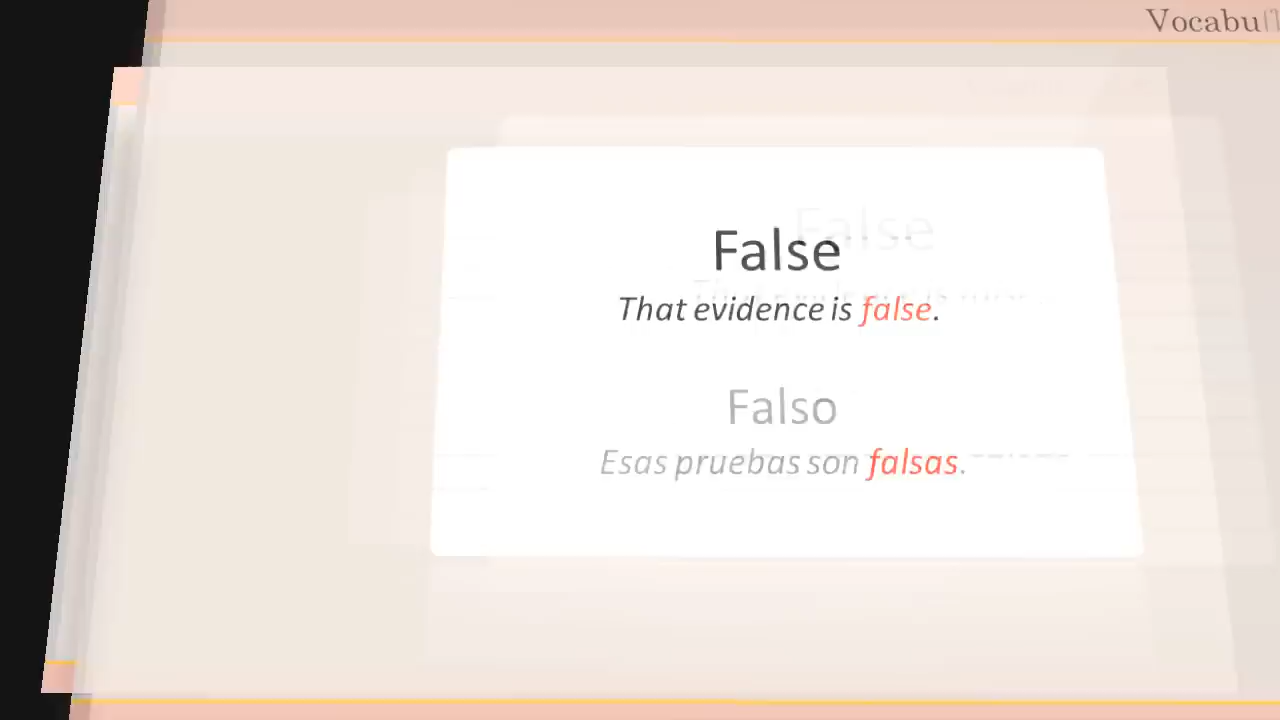 False
That evidence is false.
Falso
Esas pruebas son falsas.